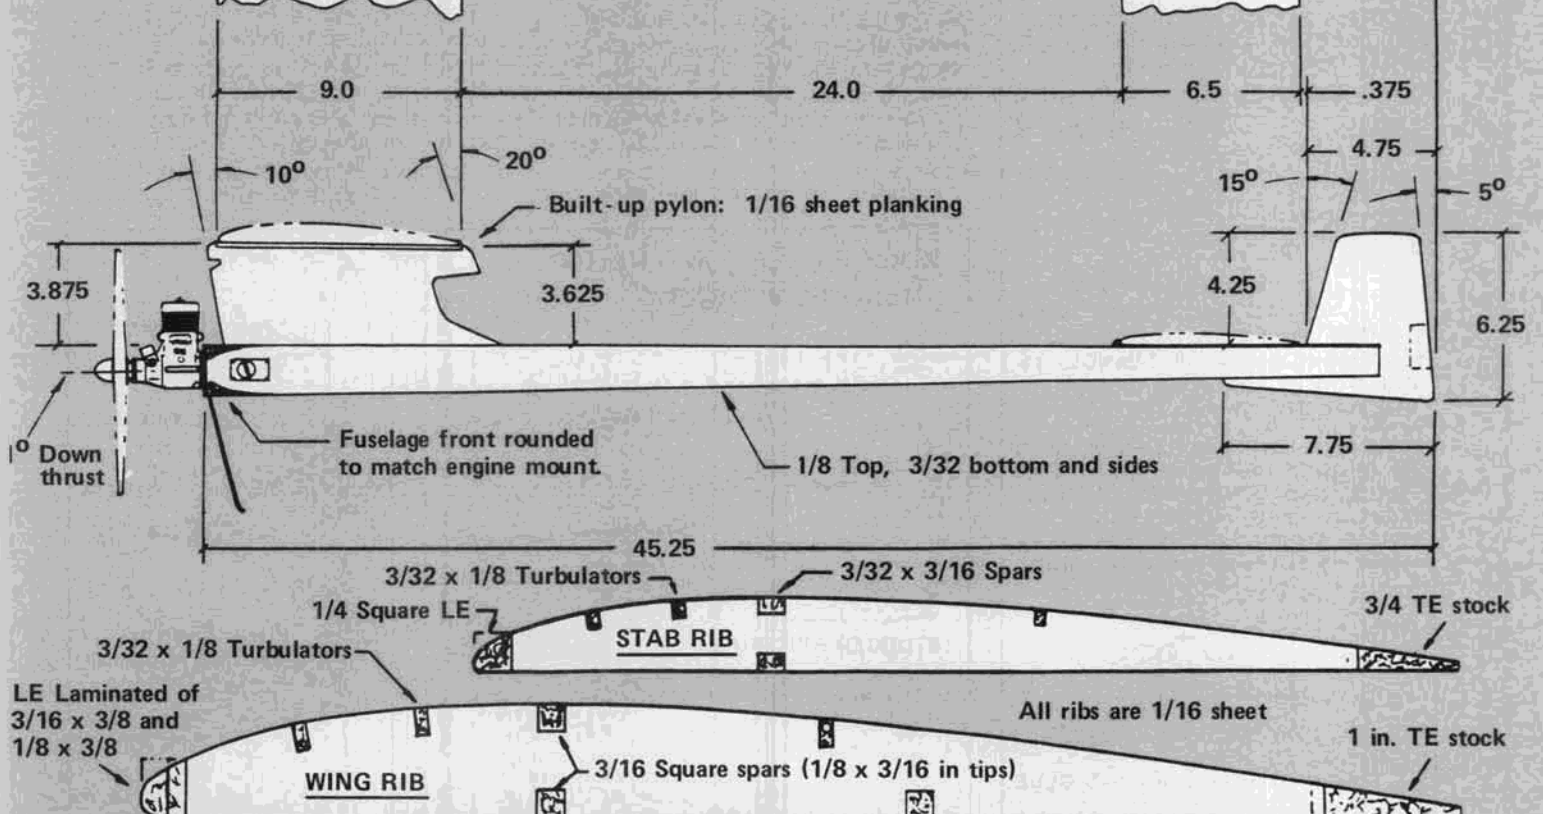 9.0
24.0
6.5
.375
4.75
10°
20°
15°
5°
Built-up pylon: 1/16 sheet planking
3.875
3.625
4.25
6.25
1° Down
thrust
Fuselage front rounded
to match engine mount.
1/8 Top, 3/32 bottom and sides
7.75
45.25
3/32 x 1/8 Turbulators
3/32 x 3/16 Spars
1/4 Square LE
STAB RIB
3/4 TE stock
3/32 x 1/8 Turbulators
LE Laminated of
3/16 x 3/8 and
1/8 x 3/8
All ribs are 1/16 sheet
1 in. TE stock
WING RIB
3/16 Square spars (1/8 x 3/16 in tips)